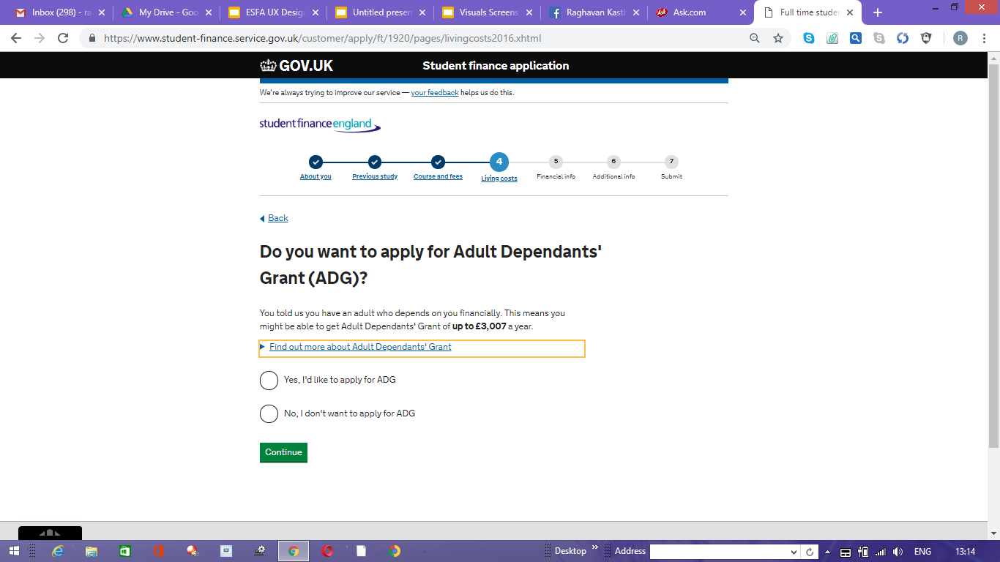 Inbox (298) - ra
My Drive - Goo
ESFA UX Design
Untitled presen
Visuals Screens
Raghavan Kasth
Ask
Ask.com
Full time studen
https://www.student-finance.service.gov.uk/customer/apply/ft/1920/pages/livingcosts2016.xhtml
R
GOV.UK
Student finance application
We're always trying to improve our service — your feedback helps us do this.
student finance england
4
5
6
7
About you
Previous study
Course and fees
Living costs
Financial info
Additional info
Submit
Back
Do you want to apply for Adult Dependants'
Grant (ADG)?
You told us you have an adult who depends on you financially. This means you
might be able to get Adult Dependants' Grant of up to £3,007 a year.
Find out more about Adult Dependants' Grant
Yes, I'd like to apply for ADG
No, I don't want to apply for ADG
Continue
Desktop
Address
ENG
13:14